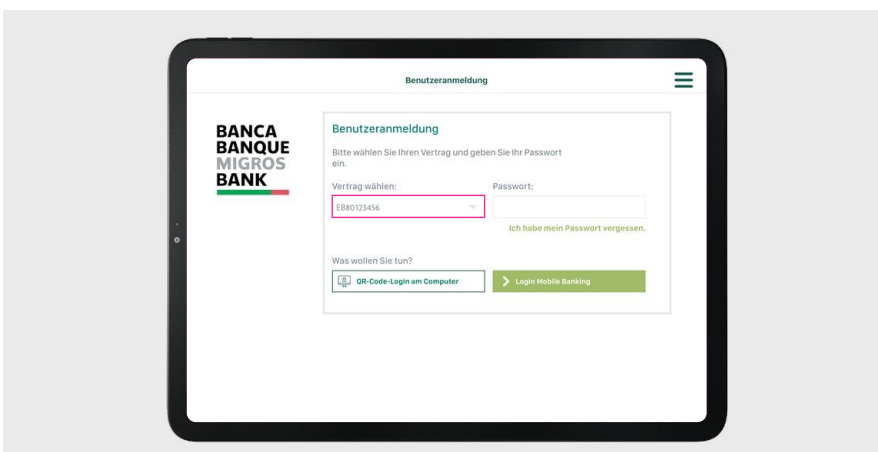 Benutzeranmeldung
BANCA
BANQUE
MIGROS
BANK
Benutzeranmeldung
Bitte wählen Sie Ihren Vertrag und geben Sie Ihr Passwort
ein.
Vertrag wählen:
Passwort:
EB80123456
Ich habe mein Passwort vergessen.
Was wollen Sie tun?
QR-Code-Login am Computer
Login Mobile Banking